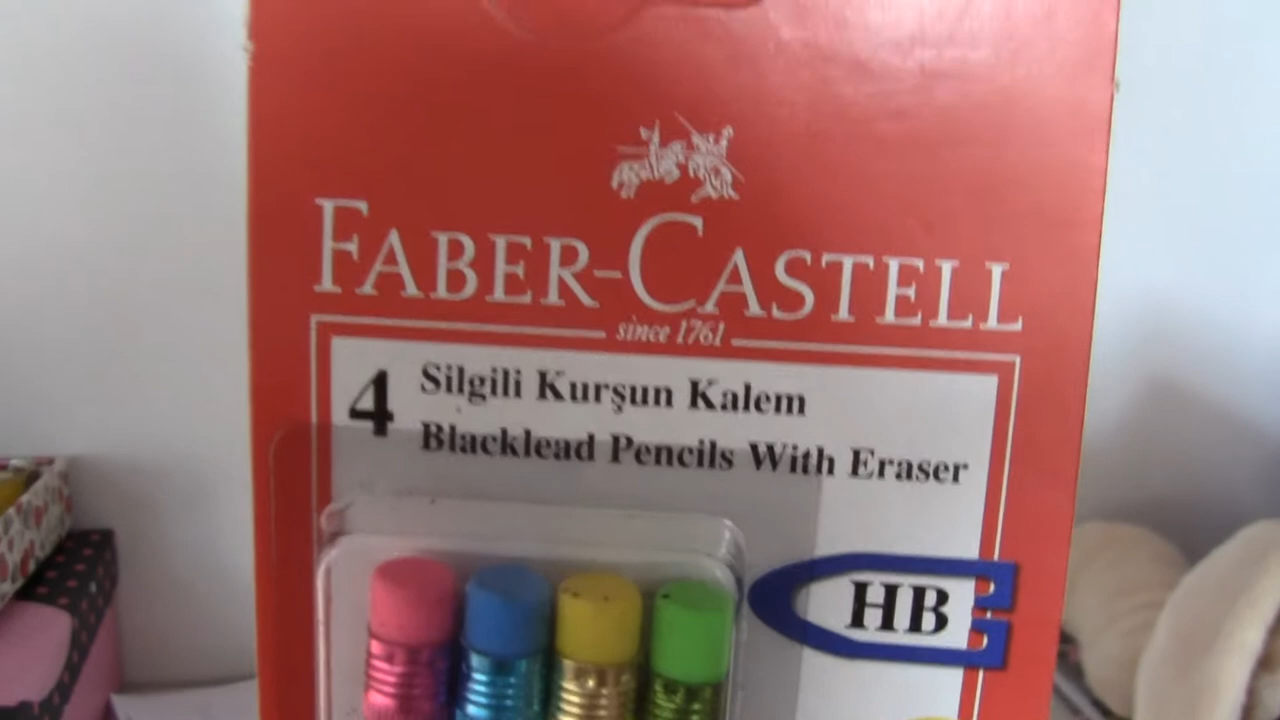 FABER-CASTELL
since 1761
4
Silgili Kurşun Kalem
Blacklead Pencils With Eraser
HB